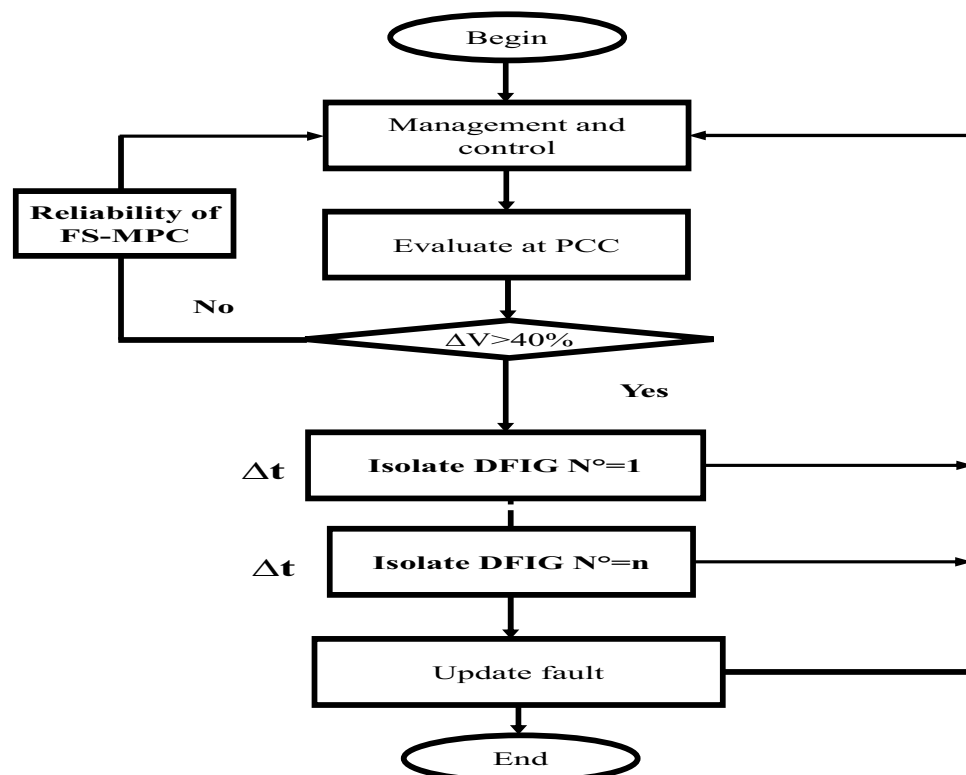 Begin
Management and
control
Reliability of
FS-MPC
Evaluate at PCC
No
ΔV>40%
Yes
Δt
Isolate DFIG N°=1
Δt
Isolate DFIG N°=n
Update fault
End